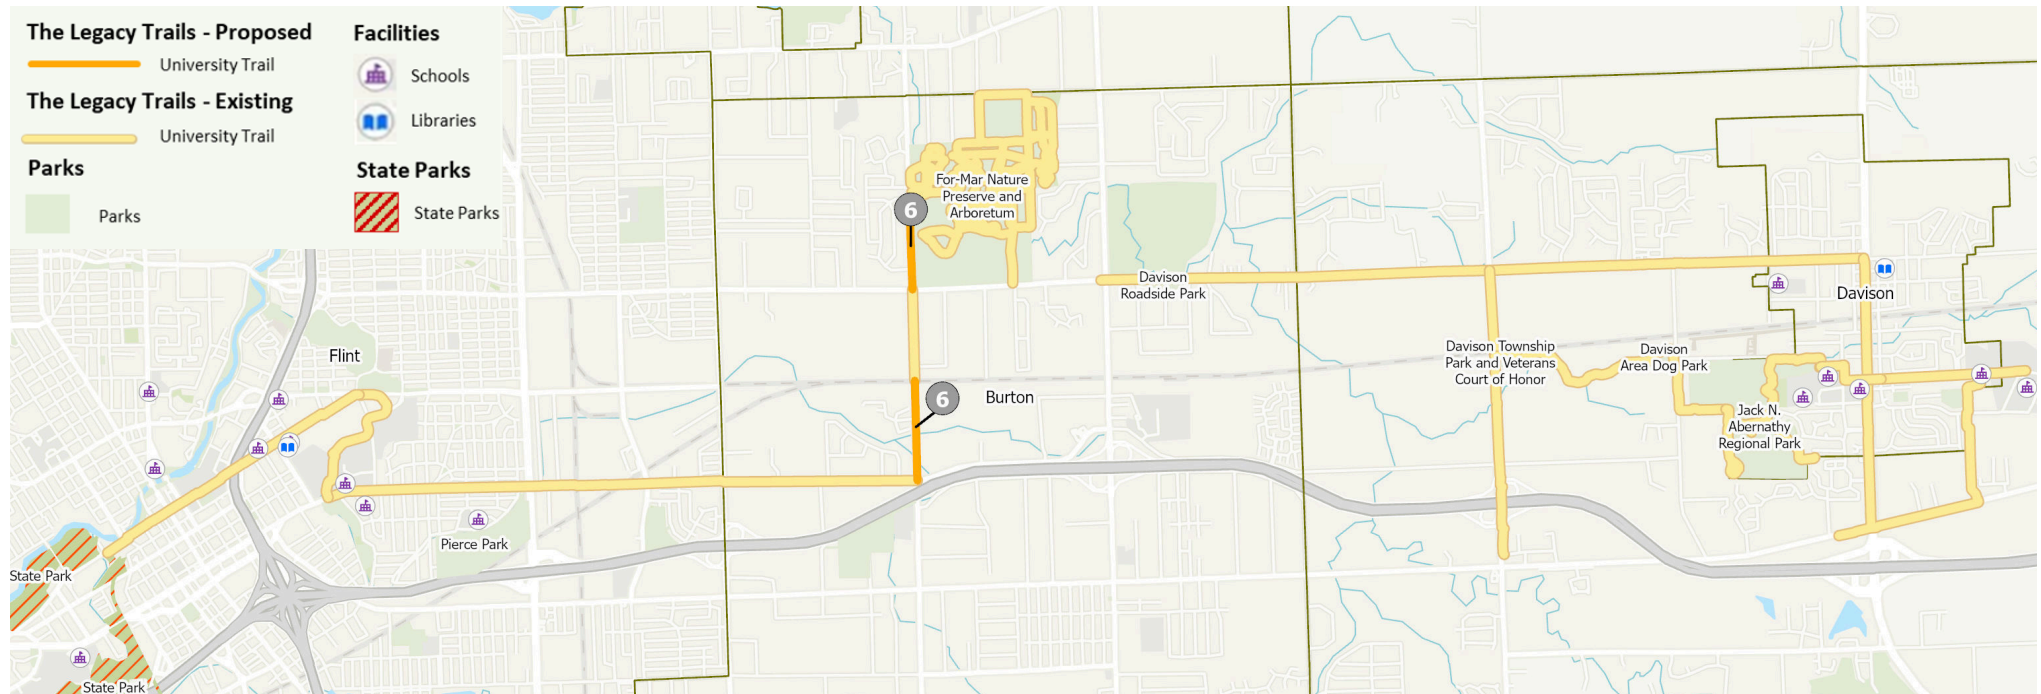 The Legacy Trails - Proposed
University Trail
The Legacy Trails - Existing
University Trail
Parks
Parks
Facilities
Schools
Libraries
State Parks
State Parks
For-Mar Nature
Preserve and
Arboretum
6
Davison
Roadside Park
Davison
Flint
Davison Township
Park and Veterans
Court of Honor
Davison
Area Dog Park
6
Burton
Jack N.
Abernathy
Regional Park
Pierce Park
State Park
State Park